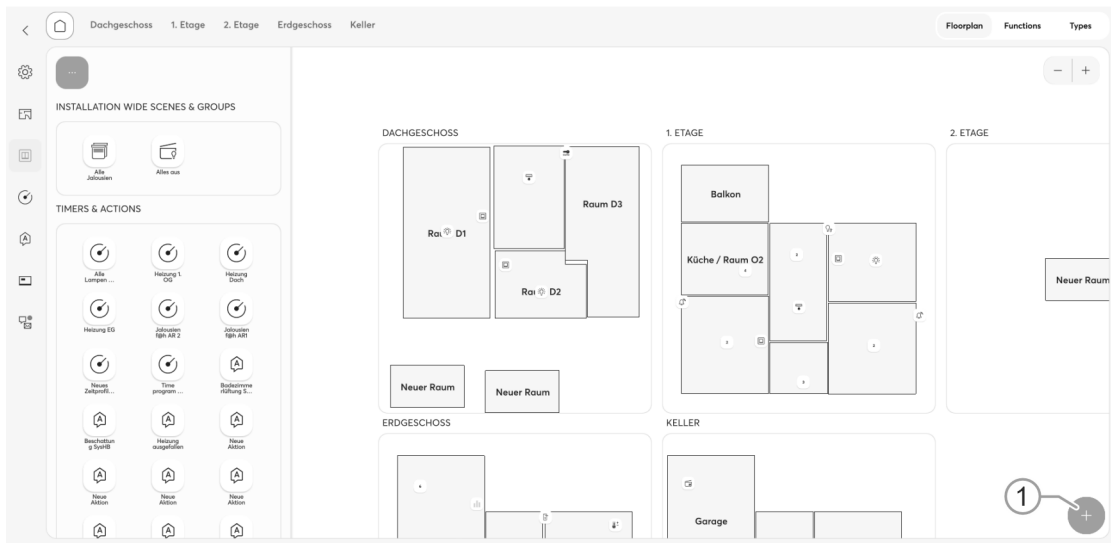 Dachgeschoss 1. Etage 2. Etage Erdgeschoss Keller
Floorplan Functions Types
...
− +
INSTALLATION WIDE SCENES & GROUPS
Alle
Jalousien
Alles aus
TIMERS & ACTIONS
Alle
Lampen ...
Heizung 1.
OG
Heizung
Dach
Heizung EG
Jalousien
f@h AR 2
Jalousien
f@h AR1
Neues
Zeitprofil...
Time
program ...
Badezimme
rlüftung S...
Beschattun
g SysHB
Heizung
ausgefallen
Neue
Aktion
Neue
Aktion
Neue
Aktion
Neue
Aktion
DACHGESCHOSS
Raum D3
D1
D2
Neuer Raum
Neuer Raum
1. ETAGE
Balkon
Küche / Raum O2
2. ETAGE
Neuer Raum
ERDGESCHOSS
KELLER
Garage
1
+